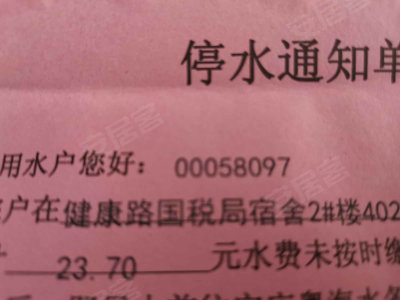 停水通知单
用水户您好：00058097
户在健康路国税局宿舍2#楼402
23.70 元水费未按时缴